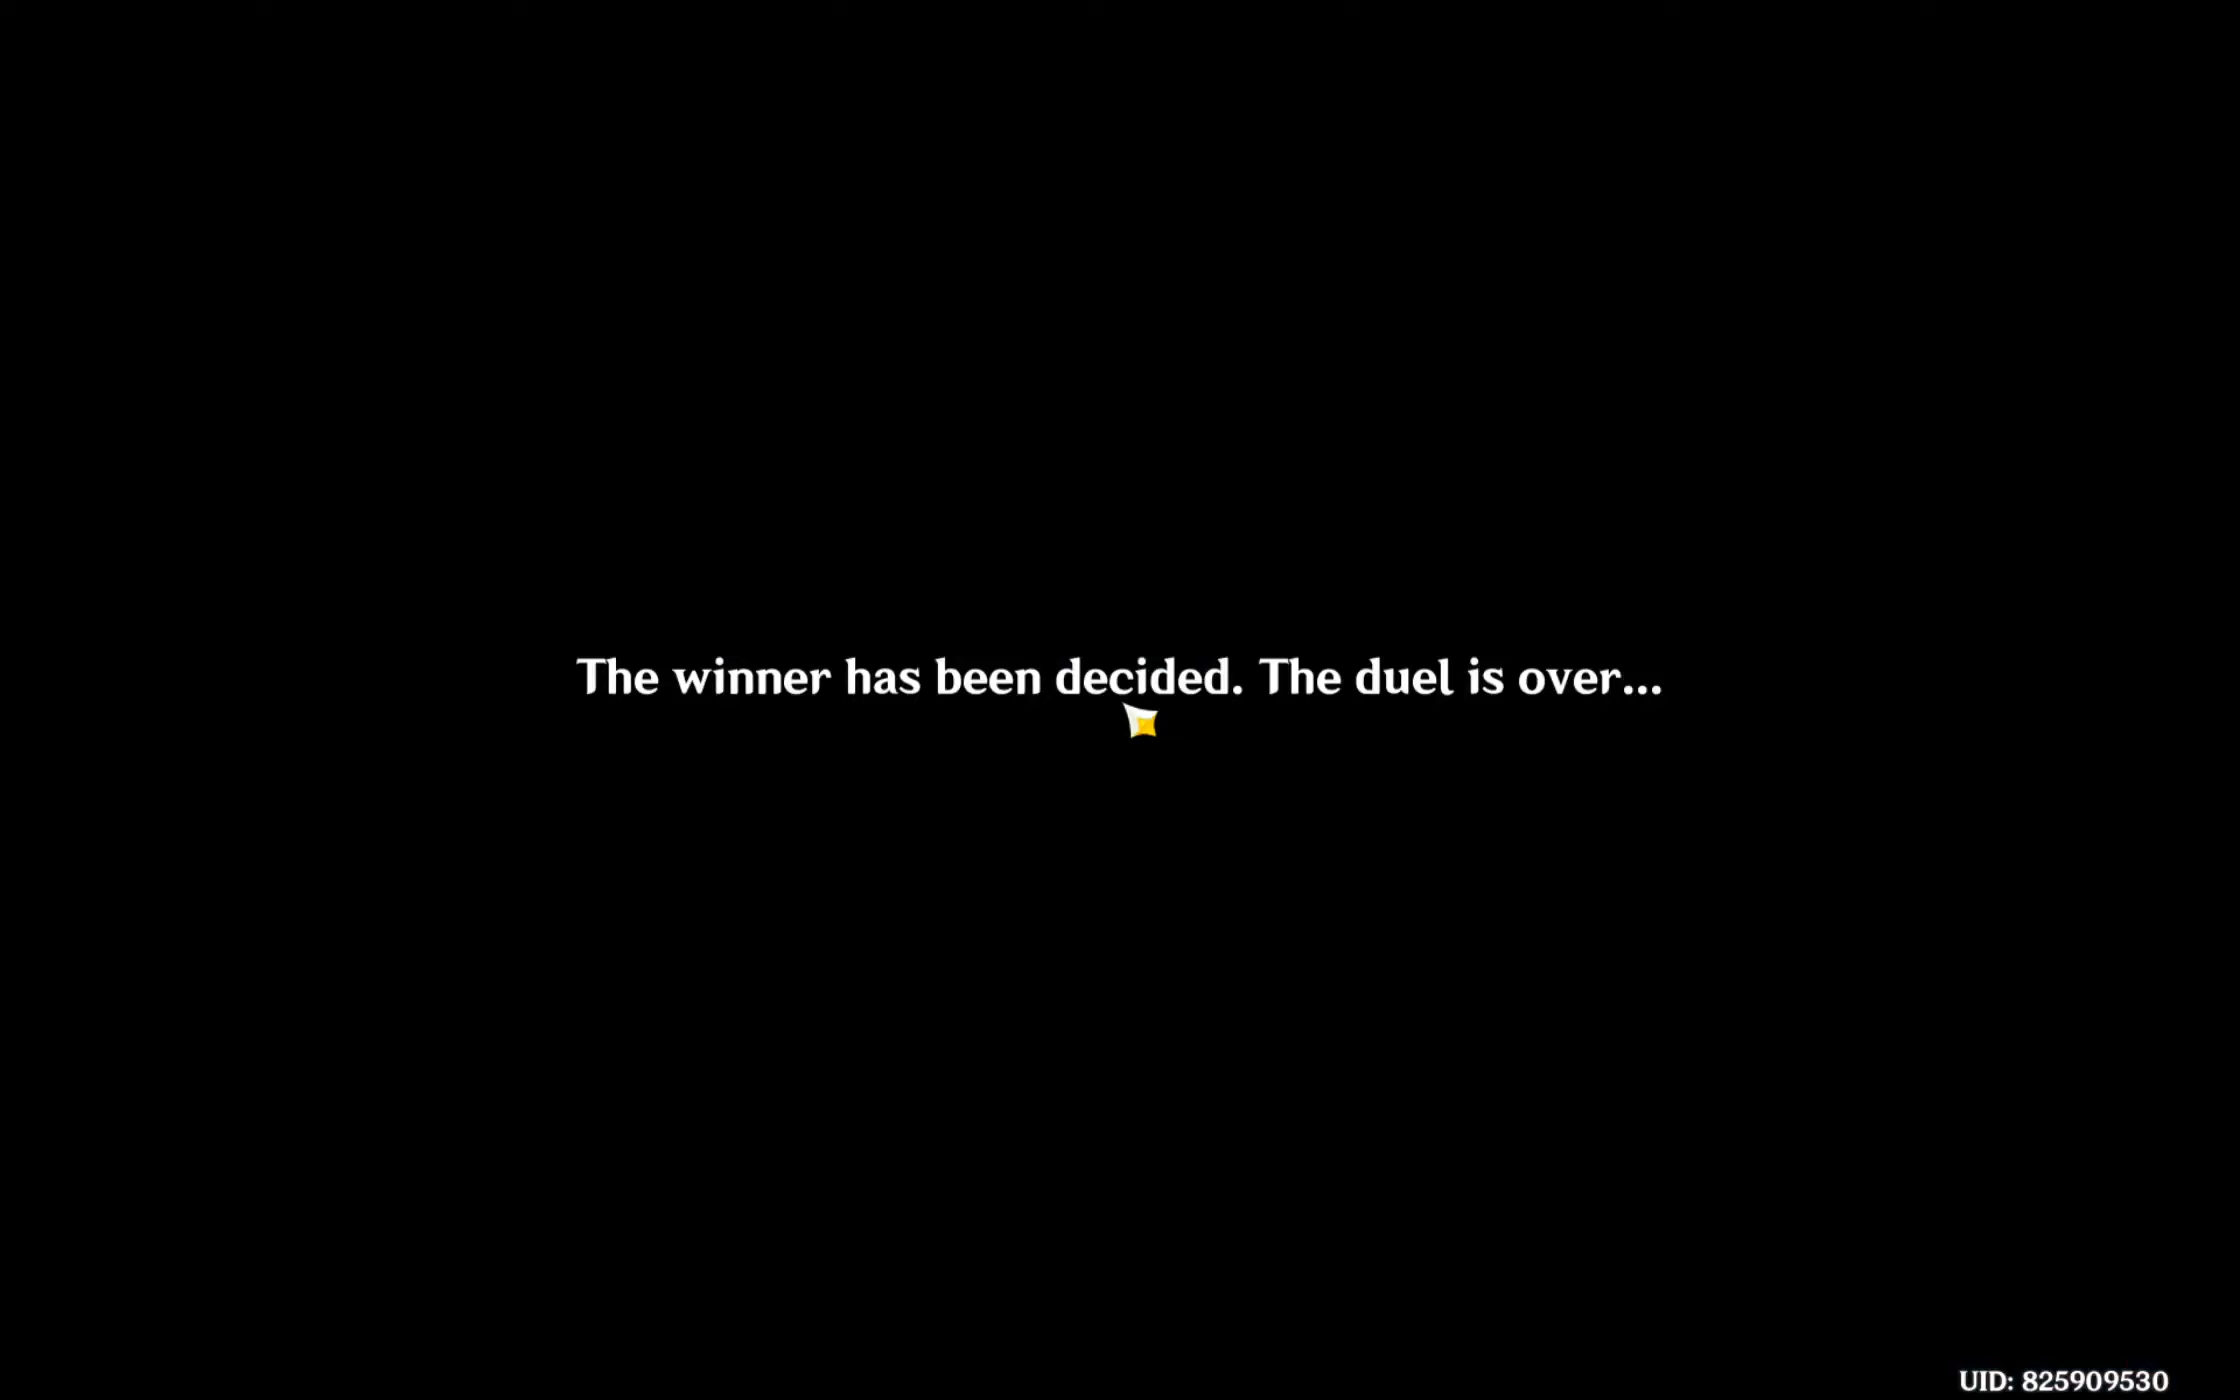 The winner has been decided. The duel is over...
UID: 825909530